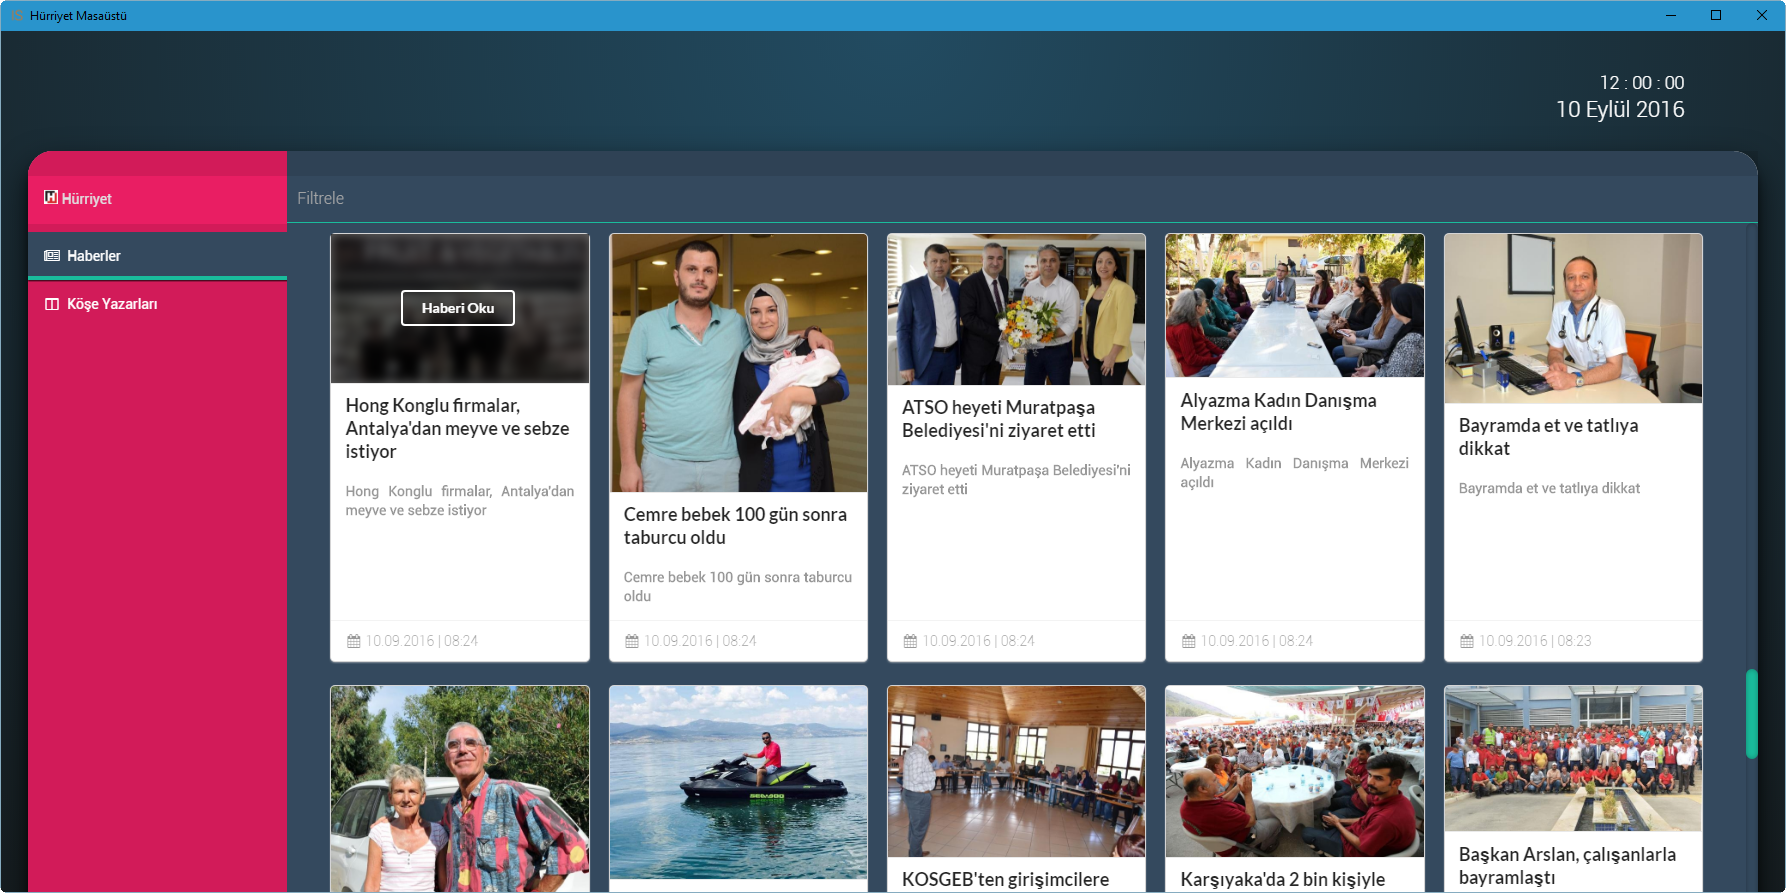 Hürriyet Masaüstü
12 : 00 : 00
10 Eylül 2016
Hürriyet
Filtrele
Haberler
Köşe Yazarları
Haberi Oku
Hong Konglu firmalar,
Antalya'dan meyve ve sebze
istiyor
Hong Konglu firmalar, Antalya'dan
meyve ve sebze istiyor
10.09.2016 | 08:24
Cemre bebek 100 gün sonra
taburcu oldu
Cemre bebek 100 gün sonra taburcu
oldu
10.09.2016 | 08:24
ATSO heyeti Muratpaşa
Belediyesi'ni ziyaret etti
ATSO heyeti Muratpaşa Belediyesi'ni
ziyaret etti
10.09.2016 | 08:24
Alyazma Kadın Danışma
Merkezi açıldı
Alyazma Kadın Danışma Merkezi
açıldı
10.09.2016 | 08:24
Bayramda et ve tatlıya
dikkat
Bayramda et ve tatlıya dikkat
10.09.2016 | 08:23
KOSGEB'ten girişimcilere
Karşıyaka'da 2 bin kişiyle
Başkan Arslan, çalışanlarla
bayramlaştı